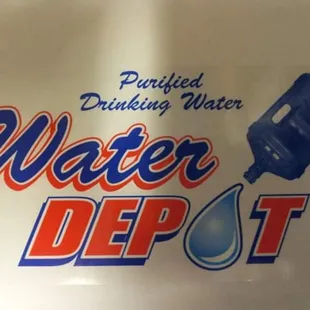 Purified
Drinking Water
Water
DEPOT